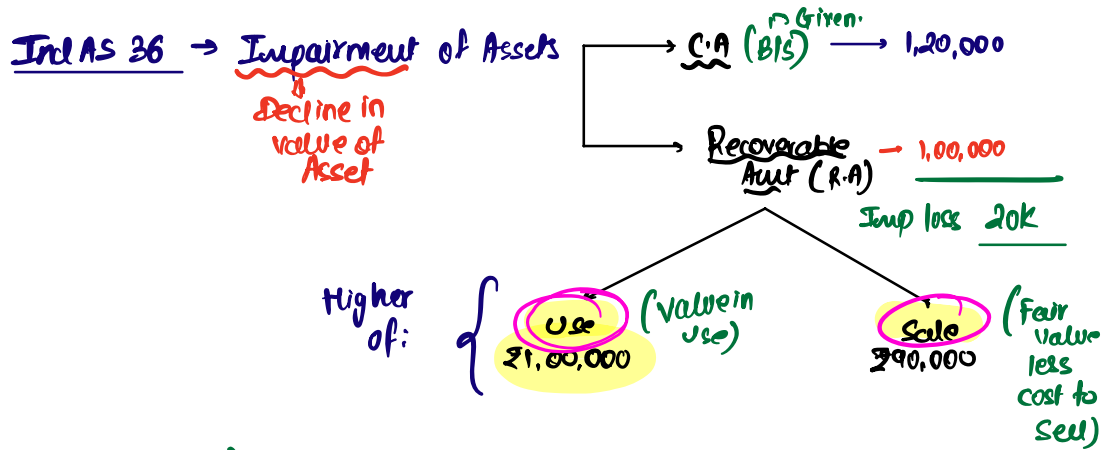 Ind AS 36 → Impairment of Assets
Decline in
value of
Asset
C.A (B/S) → 1,20,000
Given.
Recoverable → 1,00,000
Amt (R.A)
Imp loss 20K
Higher
of:
Use
₹1,00,000
(Value in
use)
Sale
₹90,000
(Fair
value
less
cost to
sell)